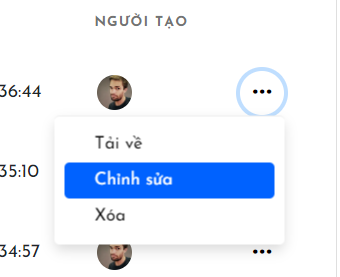 NGƯỜI TẠO
36:44
Tải về
35:10
Chỉnh sửa
Xóa
34:57